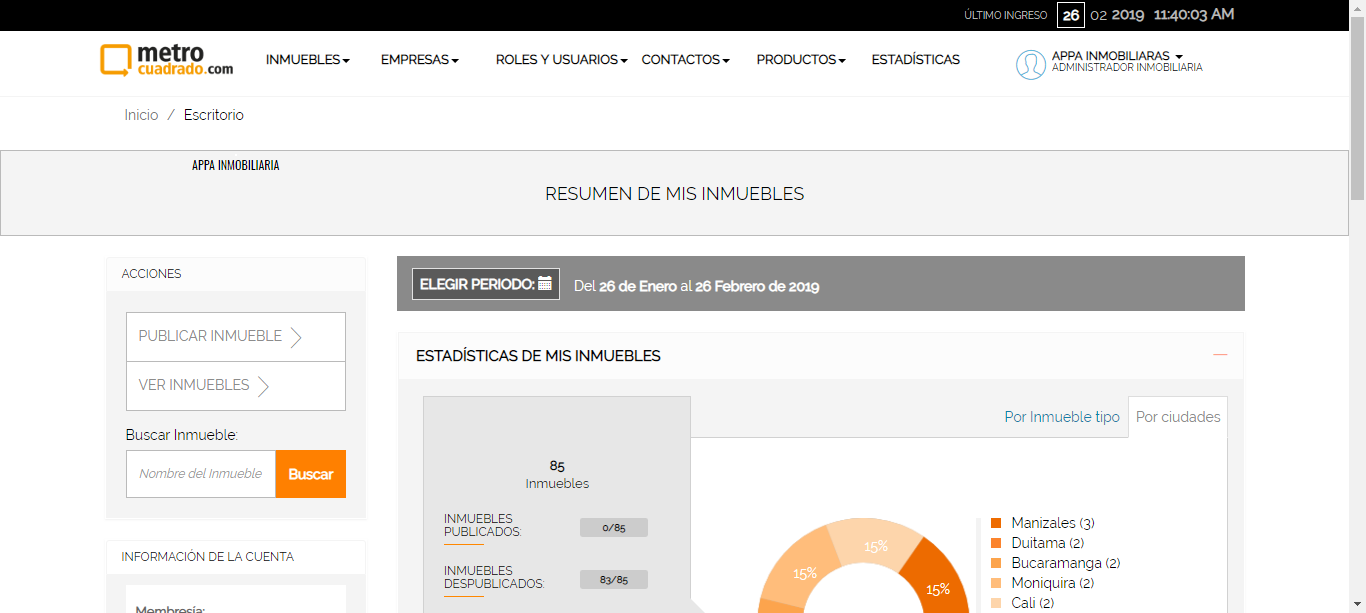 ÚLTIMO INGRESO 26 02 2019 11:40:03 AM
metro
cuadrado.com
INMUEBLES EMPRESAS ROLES Y USUARIOS CONTACTOS PRODUCTOS ESTADÍSTICAS
APPA INMOBILIARAS
ADMINISTRADOR INMOBILIARIA
Inicio / Escritorio
APPA INMOBILIARIA
RESUMEN DE MIS INMUEBLES
ACCIONES
PUBLICAR INMUEBLE
VER INMUEBLES
Buscar Inmueble:
Nombre del Inmueble Buscar
INFORMACIÓN DE LA CUENTA
Membresía:
ELEGIR PERIODO: Del 26 de Enero al 26 Febrero de 2019
ESTADÍSTICAS DE MIS INMUEBLES
Por Inmueble tipo Por ciudades
85
Inmuebles
INMUEBLES
PUBLICADOS: 0/85
INMUEBLES
DESPUBLICADOS: 83/85
15%
15%
15%
Manizales (3)
Duitama (2)
Bucaramanga (2)
Moniquira (2)
Cali (2)